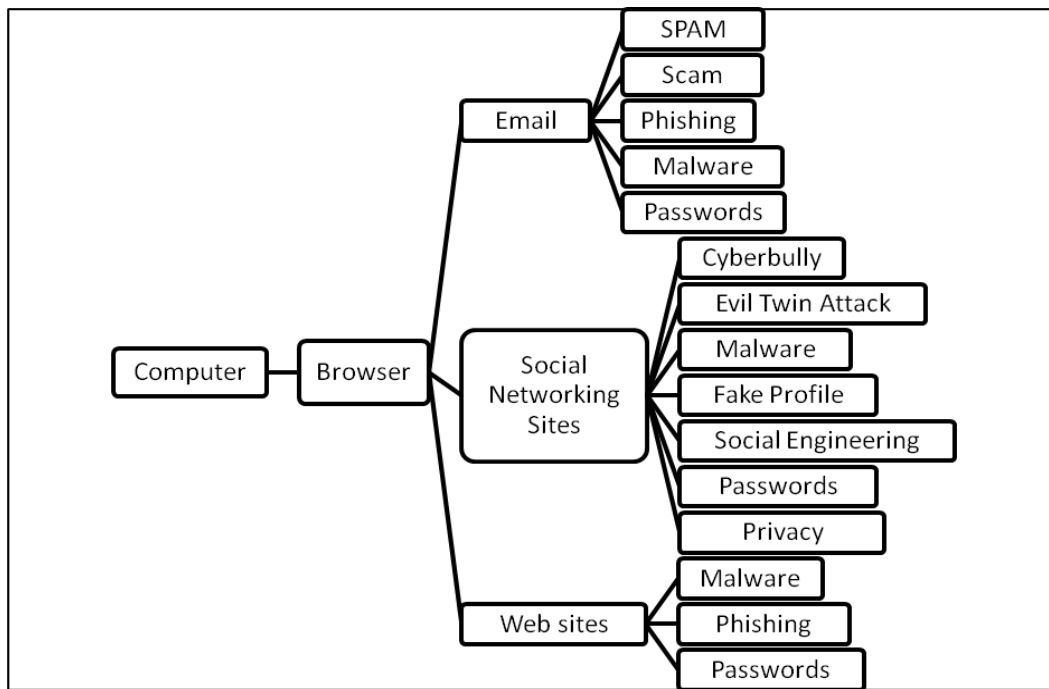 Computer
Browser
Email
SPAM
Scam
Phishing
Malware
Passwords
Social
Networking
Sites
Cyberbully
Evil Twin Attack
Malware
Fake Profile
Social Engineering
Passwords
Privacy
Web sites
Malware
Phishing
Passwords